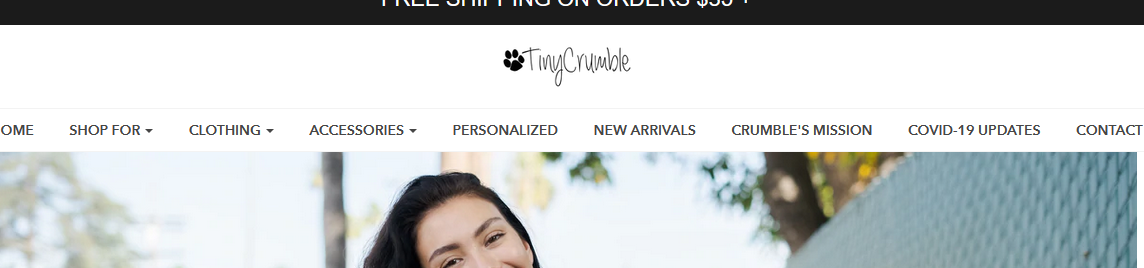 FREE SHIPPING ON ORDERS $35 +
TinyCrumble
OME SHOP FOR CLOTHING ACCESSORIES PERSONALIZED NEW ARRIVALS CRUMBLE'S MISSION COVID-19 UPDATES CONTACT